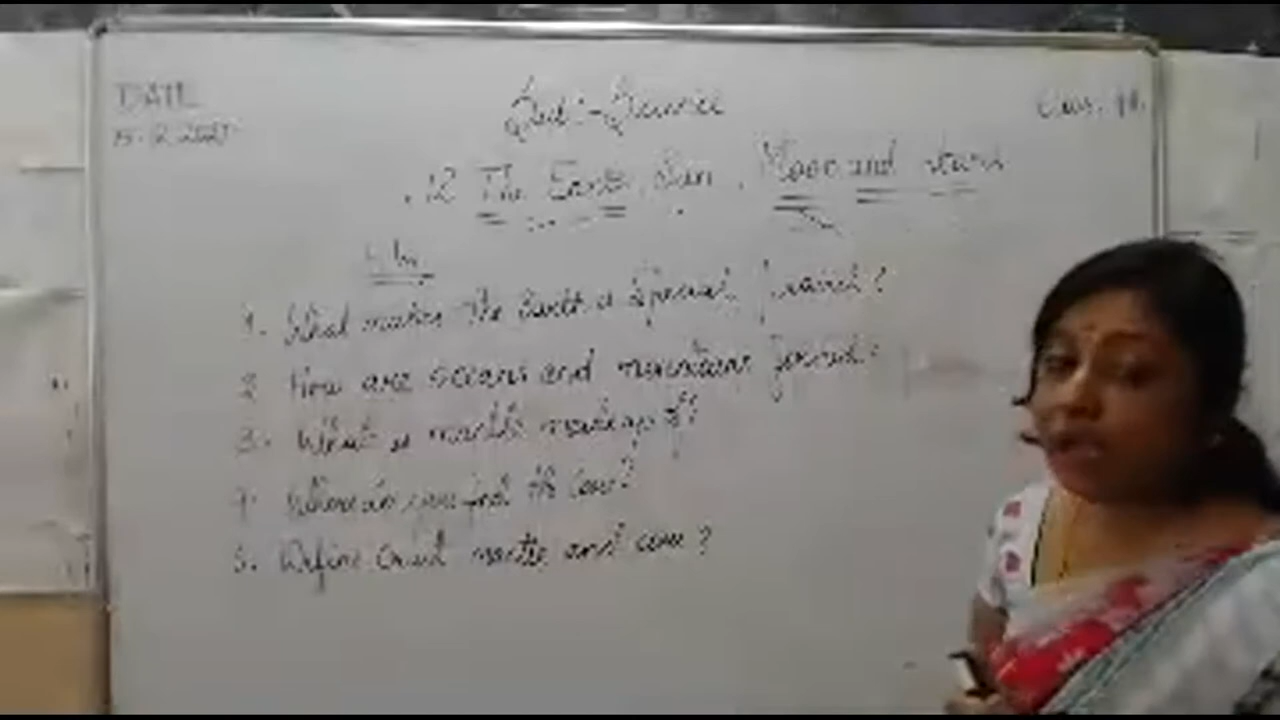 DATE
Sub:- Science
12 The Earth, Sun, Moon and stars
1. What makes the Earth a special planet?
2. How are oceans and mountains formed?
3. What is mantle made up of?
4. Where do you find the core?
5. Define Crust mantle and core?